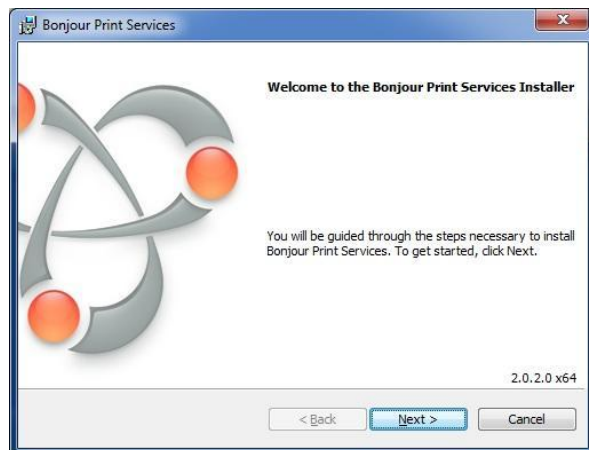 Bonjour Print Services
Welcome to the Bonjour Print Services Installer
You will be guided through the steps necessary to install
Bonjour Print Services. To get started, click Next.
2.0.2.0 x64
< Back
Next >
Cancel